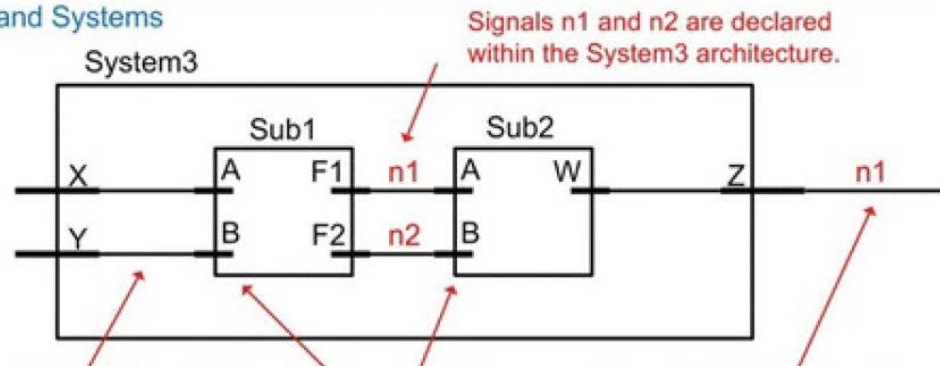 and Systems
Signals n1 and n2 are declared
within the System3 architecture.
System3
Sub1
Sub2
X
A
F1
n1
A
W
Z
n1
Y
B
F2
n2
B